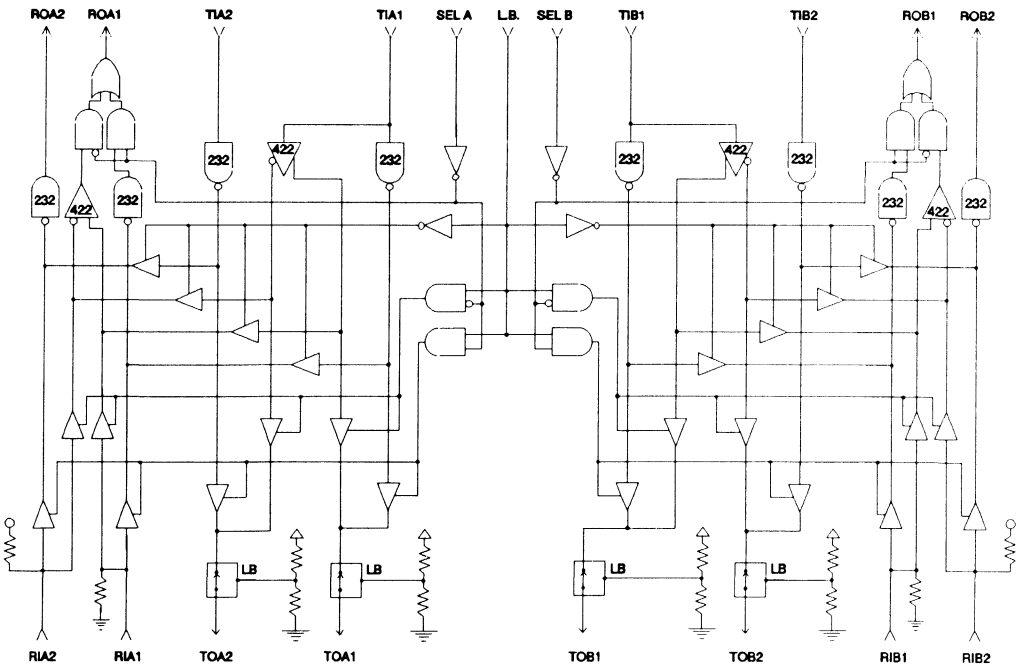 ROA2 ROA1 TIA2 TIA1 SEL A L.B. SEL B TIB1 TIB2 ROB1 ROB2
232 422 232 232 422 232
232 422 232 232 422 232
LB LB LB LB
RIA2 RIA1 TOA2 TOA1 TOB1 TOB2 RIB1 RIB2